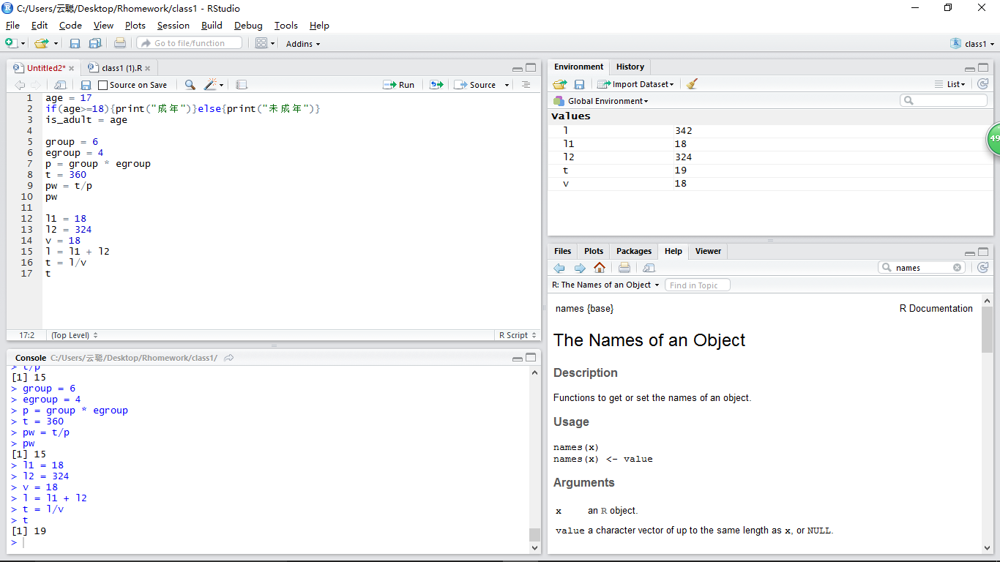 C:/Users/云聪/Desktop/Rhomework/class1 - RStudio
File Edit Code View Plots Session Build Debug Tools Help
Go to file/function Addins class1
Untitled2* class1 (1).R
Source on Save Run Source
1 age = 17
2 if(age>=18){print("成年")}else{print("未成年")}
3 is_adult = age
4
5 group = 6
6 egroup = 4
7 p = group * egroup
8 t = 360
9 pw = t/p
10 pw
11
12 l1 = 18
13 l2 = 324
14 v = 18
15 l = l1 + l2
16 t = l/v
17 t
17:2 (Top Level) R Script
Console C:/Users/云聪/Desktop/Rhomework/class1/
> t/p
[1] 15
> group = 6
> egroup = 4
> p = group * egroup
> t = 360
> pw = t/p
> pw
[1] 15
> l1 = 18
> l2 = 324
> v = 18
> l = l1 + l2
> t = l/v
> t
[1] 19
>
Environment History
Import Dataset List
Global Environment
Values
l 342
l1 18
l2 324
t 19
v 18
49
Files Plots Packages Help Viewer
names
R: The Names of an Object Find in Topic
names {base} R Documentation
The Names of an Object
Description
Functions to get or set the names of an object.
Usage
names(x)
names(x) <- value
Arguments
x an R object.
value a character vector of up to the same length as x, or NULL.